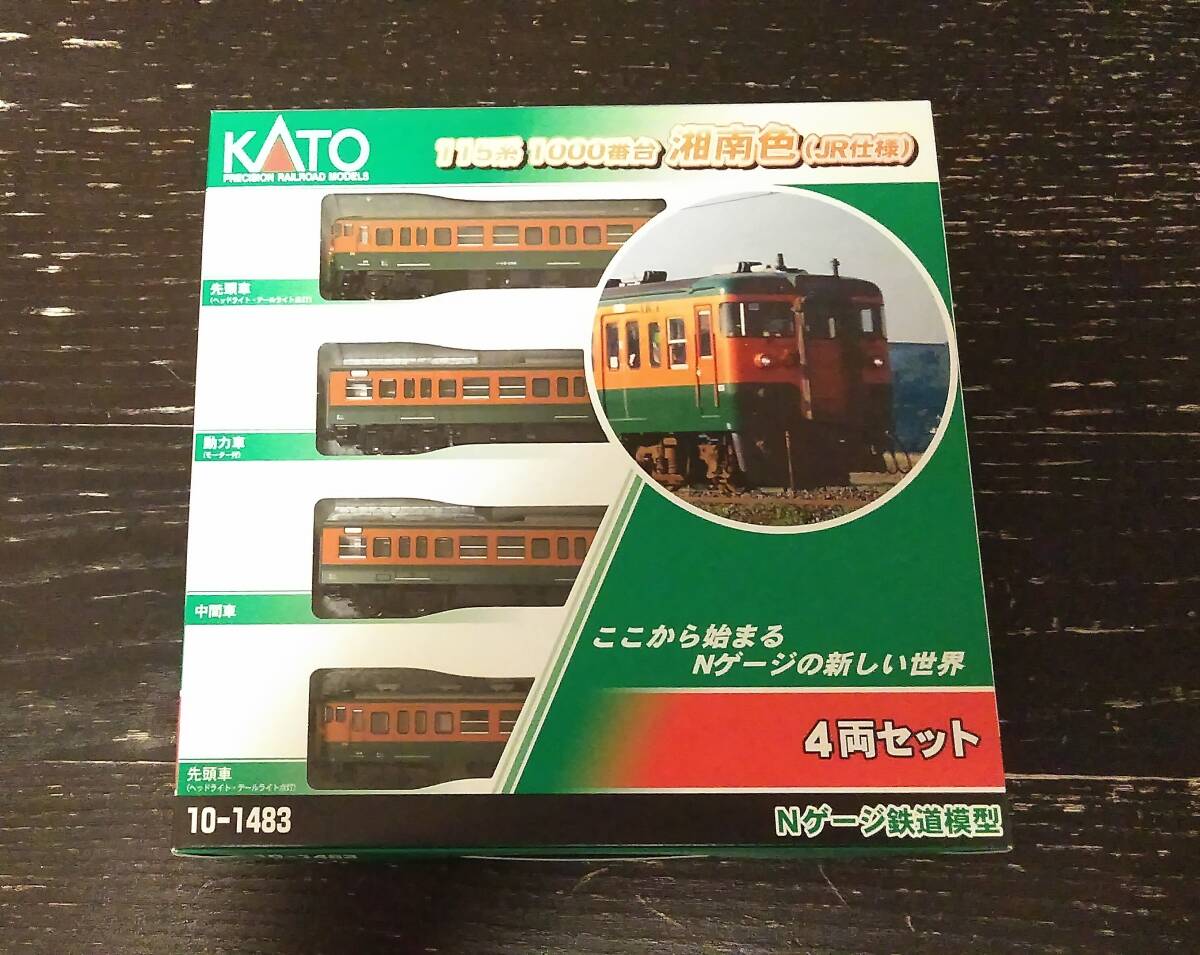 KATO
PRECISION RAILROAD MODELS
115系 1000番台 湘南色(JR仕様)
先頭車
(ヘッドライト・テールライト点灯)
動力車
(モーター付)
中間車
ここから始まる
Nゲージの新しい世界
4両セット
先頭車
(ヘッドライト・テールライト点灯)
10-1483
Nゲージ鉄道模型
10-1483